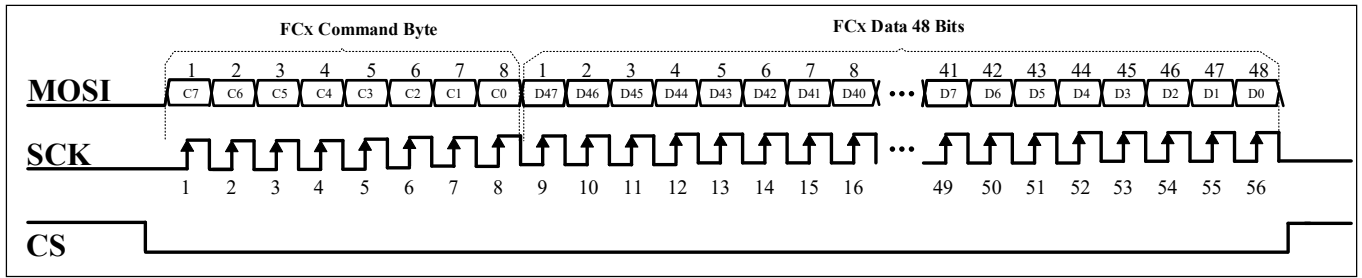 FCx Command Byte FCx Data 48 Bits
1 2 3 4 5 6 7 8 1 2 3 4 5 6 7 8 41 42 43 44 45 46 47 48
MOSI C7 C6 C5 C4 C3 C2 C1 C0 D47 D46 D45 D44 D43 D42 D41 D40 ••• D7 D6 D5 D4 D3 D2 D1 D0
SCK •••
1 2 3 4 5 6 7 8 9 10 11 12 13 14 15 16 49 50 51 52 53 54 55 56
CS